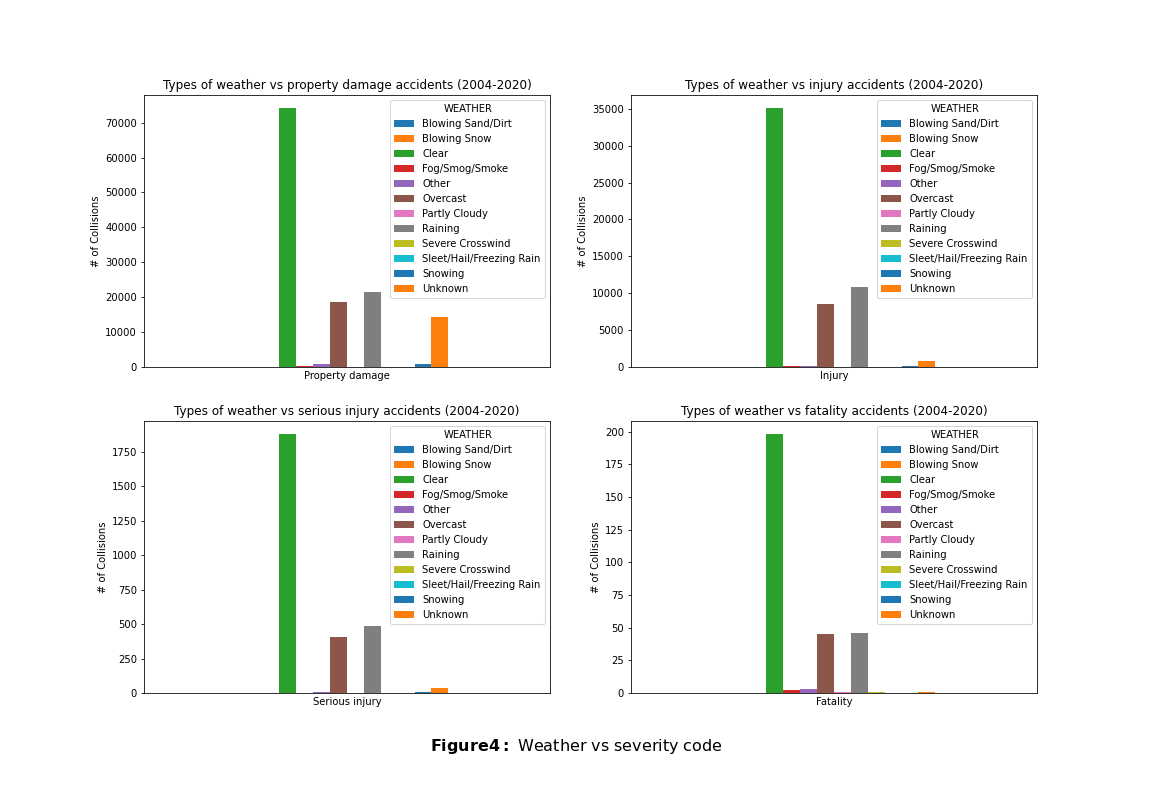 Types of weather vs property damage accidents (2004-2020)
# of Collisions
70000
60000
50000
40000
30000
20000
10000
0
WEATHER
Blowing Sand/Dirt
Blowing Snow
Clear
Fog/Smog/Smoke
Other
Overcast
Partly Cloudy
Raining
Severe Crosswind
Sleet/Hail/Freezing Rain
Snowing
Unknown
Property damage
Types of weather vs injury accidents (2004-2020)
# of Collisions
35000
30000
25000
20000
15000
10000
5000
0
WEATHER
Blowing Sand/Dirt
Blowing Snow
Clear
Fog/Smog/Smoke
Other
Overcast
Partly Cloudy
Raining
Severe Crosswind
Sleet/Hail/Freezing Rain
Snowing
Unknown
Injury
Types of weather vs serious injury accidents (2004-2020)
# of Collisions
1750
1500
1250
1000
750
500
250
0
WEATHER
Blowing Sand/Dirt
Blowing Snow
Clear
Fog/Smog/Smoke
Other
Overcast
Partly Cloudy
Raining
Severe Crosswind
Sleet/Hail/Freezing Rain
Snowing
Unknown
Serious injury
Types of weather vs fatality accidents (2004-2020)
# of Collisions
200
175
150
125
100
75
50
25
0
WEATHER
Blowing Sand/Dirt
Blowing Snow
Clear
Fog/Smog/Smoke
Other
Overcast
Partly Cloudy
Raining
Severe Crosswind
Sleet/Hail/Freezing Rain
Snowing
Unknown
Fatality
Figure4: Weather vs severity code